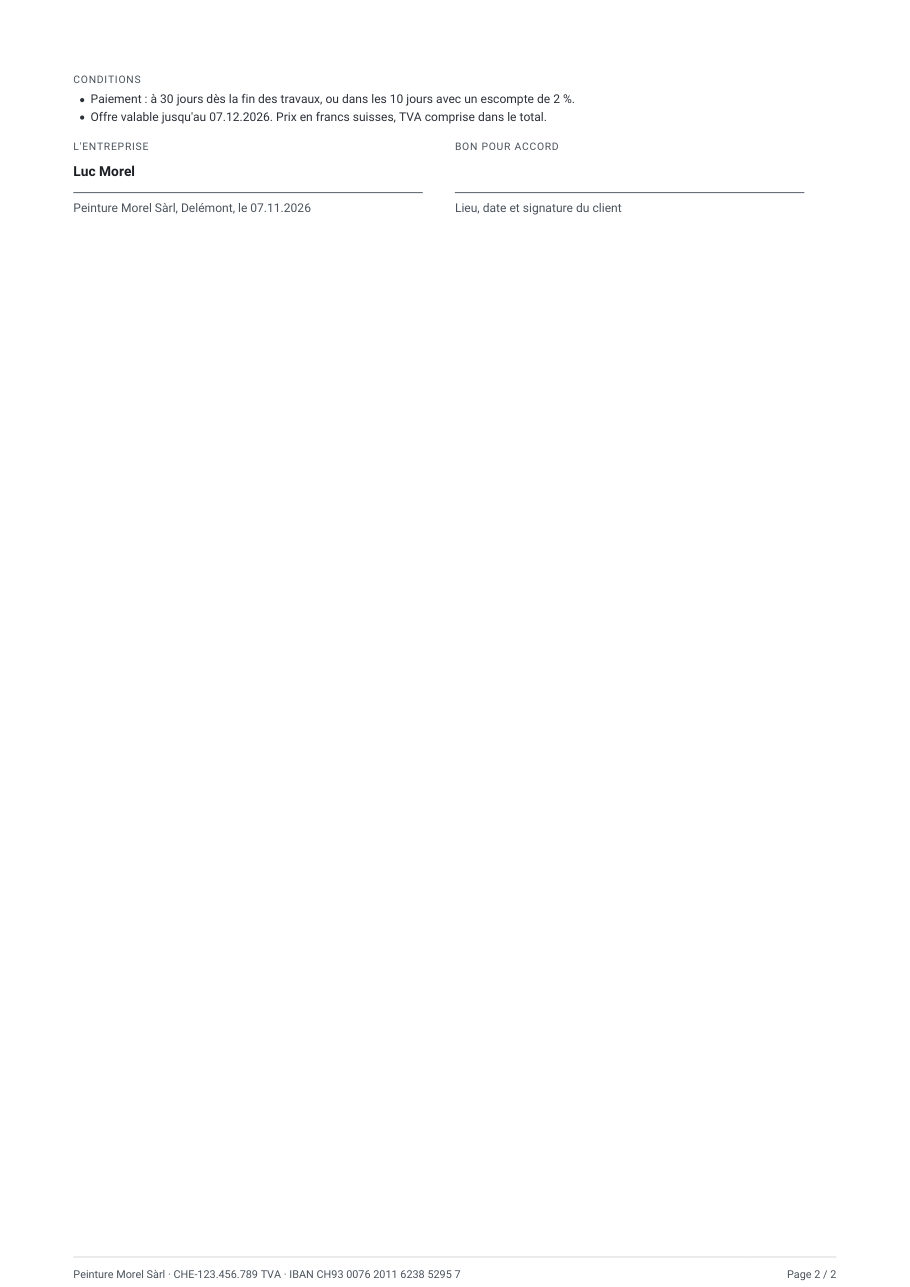 CONDITIONS
• Paiement : à 30 jours dès la fin des travaux, ou dans les 10 jours avec un escompte de 2 %.
• Offre valable jusqu'au 07.12.2026. Prix en francs suisses, TVA comprise dans le total.
L'ENTREPRISE
Luc Morel
Peinture Morel Sàrl, Delémont, le 07.11.2026
BON POUR ACCORD
Lieu, date et signature du client
Peinture Morel Sàrl · CHE-123.456.789 TVA · IBAN CH93 0076 2011 6238 5295 7
Page 2 / 2